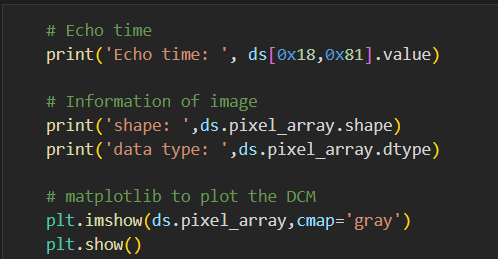 # Echo time
print('Echo time: ', ds[0x18,0x81].value)
# Information of image
print('shape: ',ds.pixel_array.shape)
print('data type: ',ds.pixel_array.dtype)
# matplotlib to plot the DCM
plt.imshow(ds.pixel_array,cmap='gray')
plt.show()